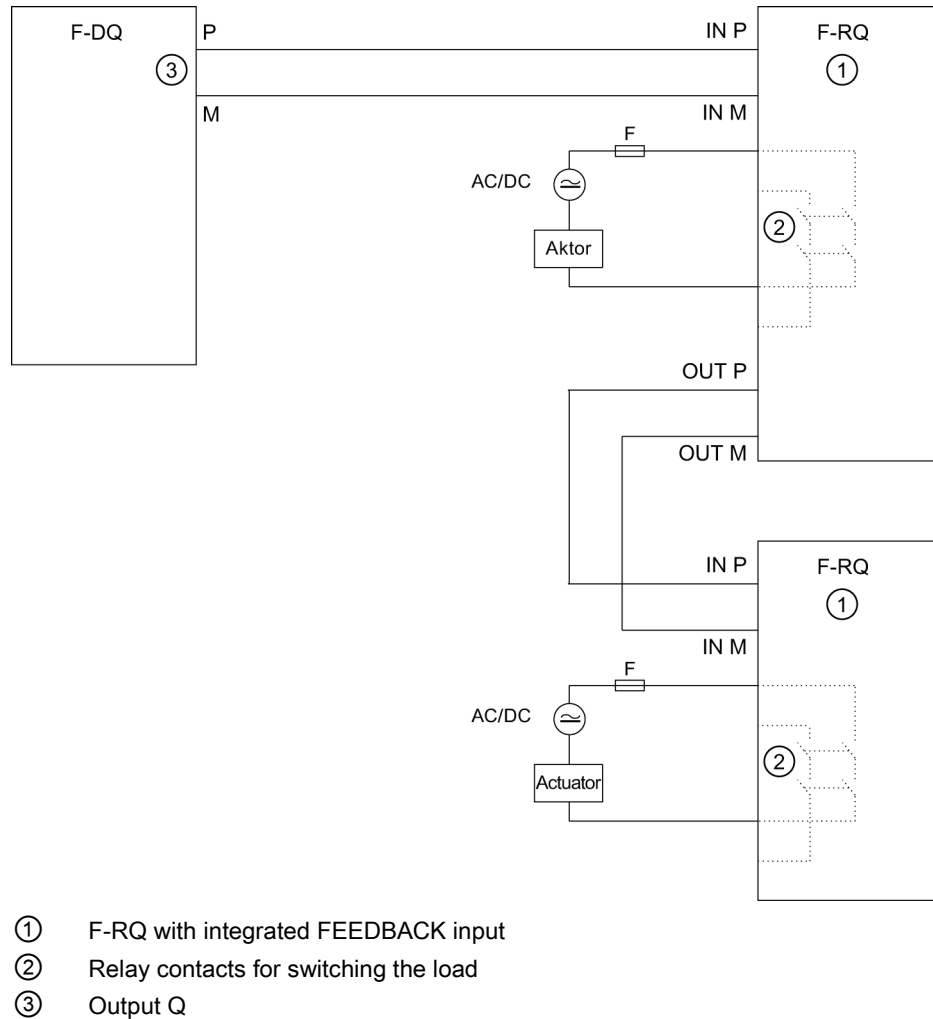 F-DQ
P
③
M
IN P
F-RQ
①
IN M
F
AC/DC
②
Aktor
OUT P
OUT M
IN P
F-RQ
①
IN M
F
AC/DC
②
Actuator
① F-RQ with integrated FEEDBACK input
② Relay contacts for switching the load
③ Output Q